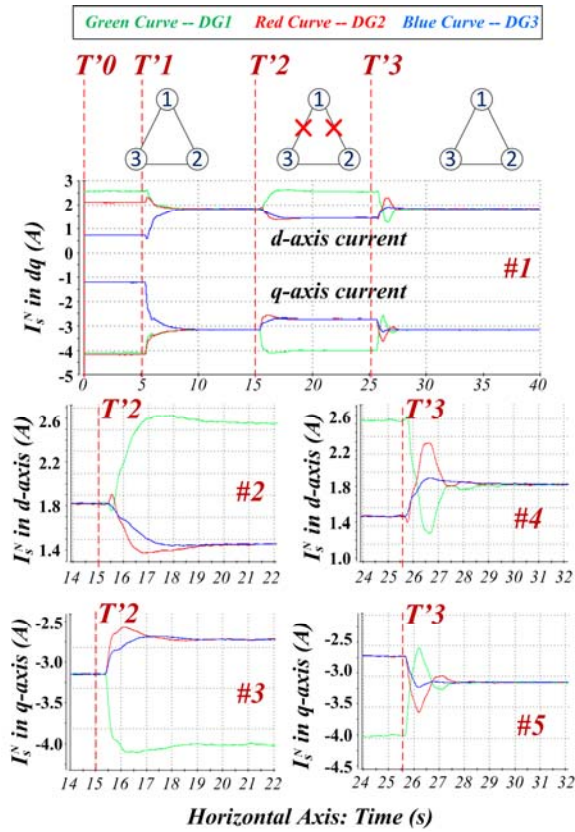 Green Curve -- DG1 Red Curve -- DG2 Blue Curve -- DG3
T'0 T'1 T'2 T'3
1 1 1
3 2 3 2 3 2
I_S^N in dq (A)
3
2
1
0
-1
-2
-3
-4
-5
d-axis current
q-axis current
#1
0 5 10 15 20 25 30 35 40
T'2
I_S^N in d-axis (A)
2.6
2.2
1.8
1.4
#2
14 15 16 17 18 19 20 21 22
T'3
I_S^N in d-axis (A)
2.6
2.2
1.8
1.4
1.0
#4
24 25 26 27 28 29 30 31 32
T'2
I_S^N in q-axis (A)
-2.5
-3.0
-3.5
-4.0
#3
14 15 16 17 18 19 20 21 22
T'3
I_S^N in q-axis (A)
-2.5
-3.0
-3.5
-4.0
-4.5
#5
24 25 26 27 28 29 30 31 32
Horizontal Axis: Time (s)